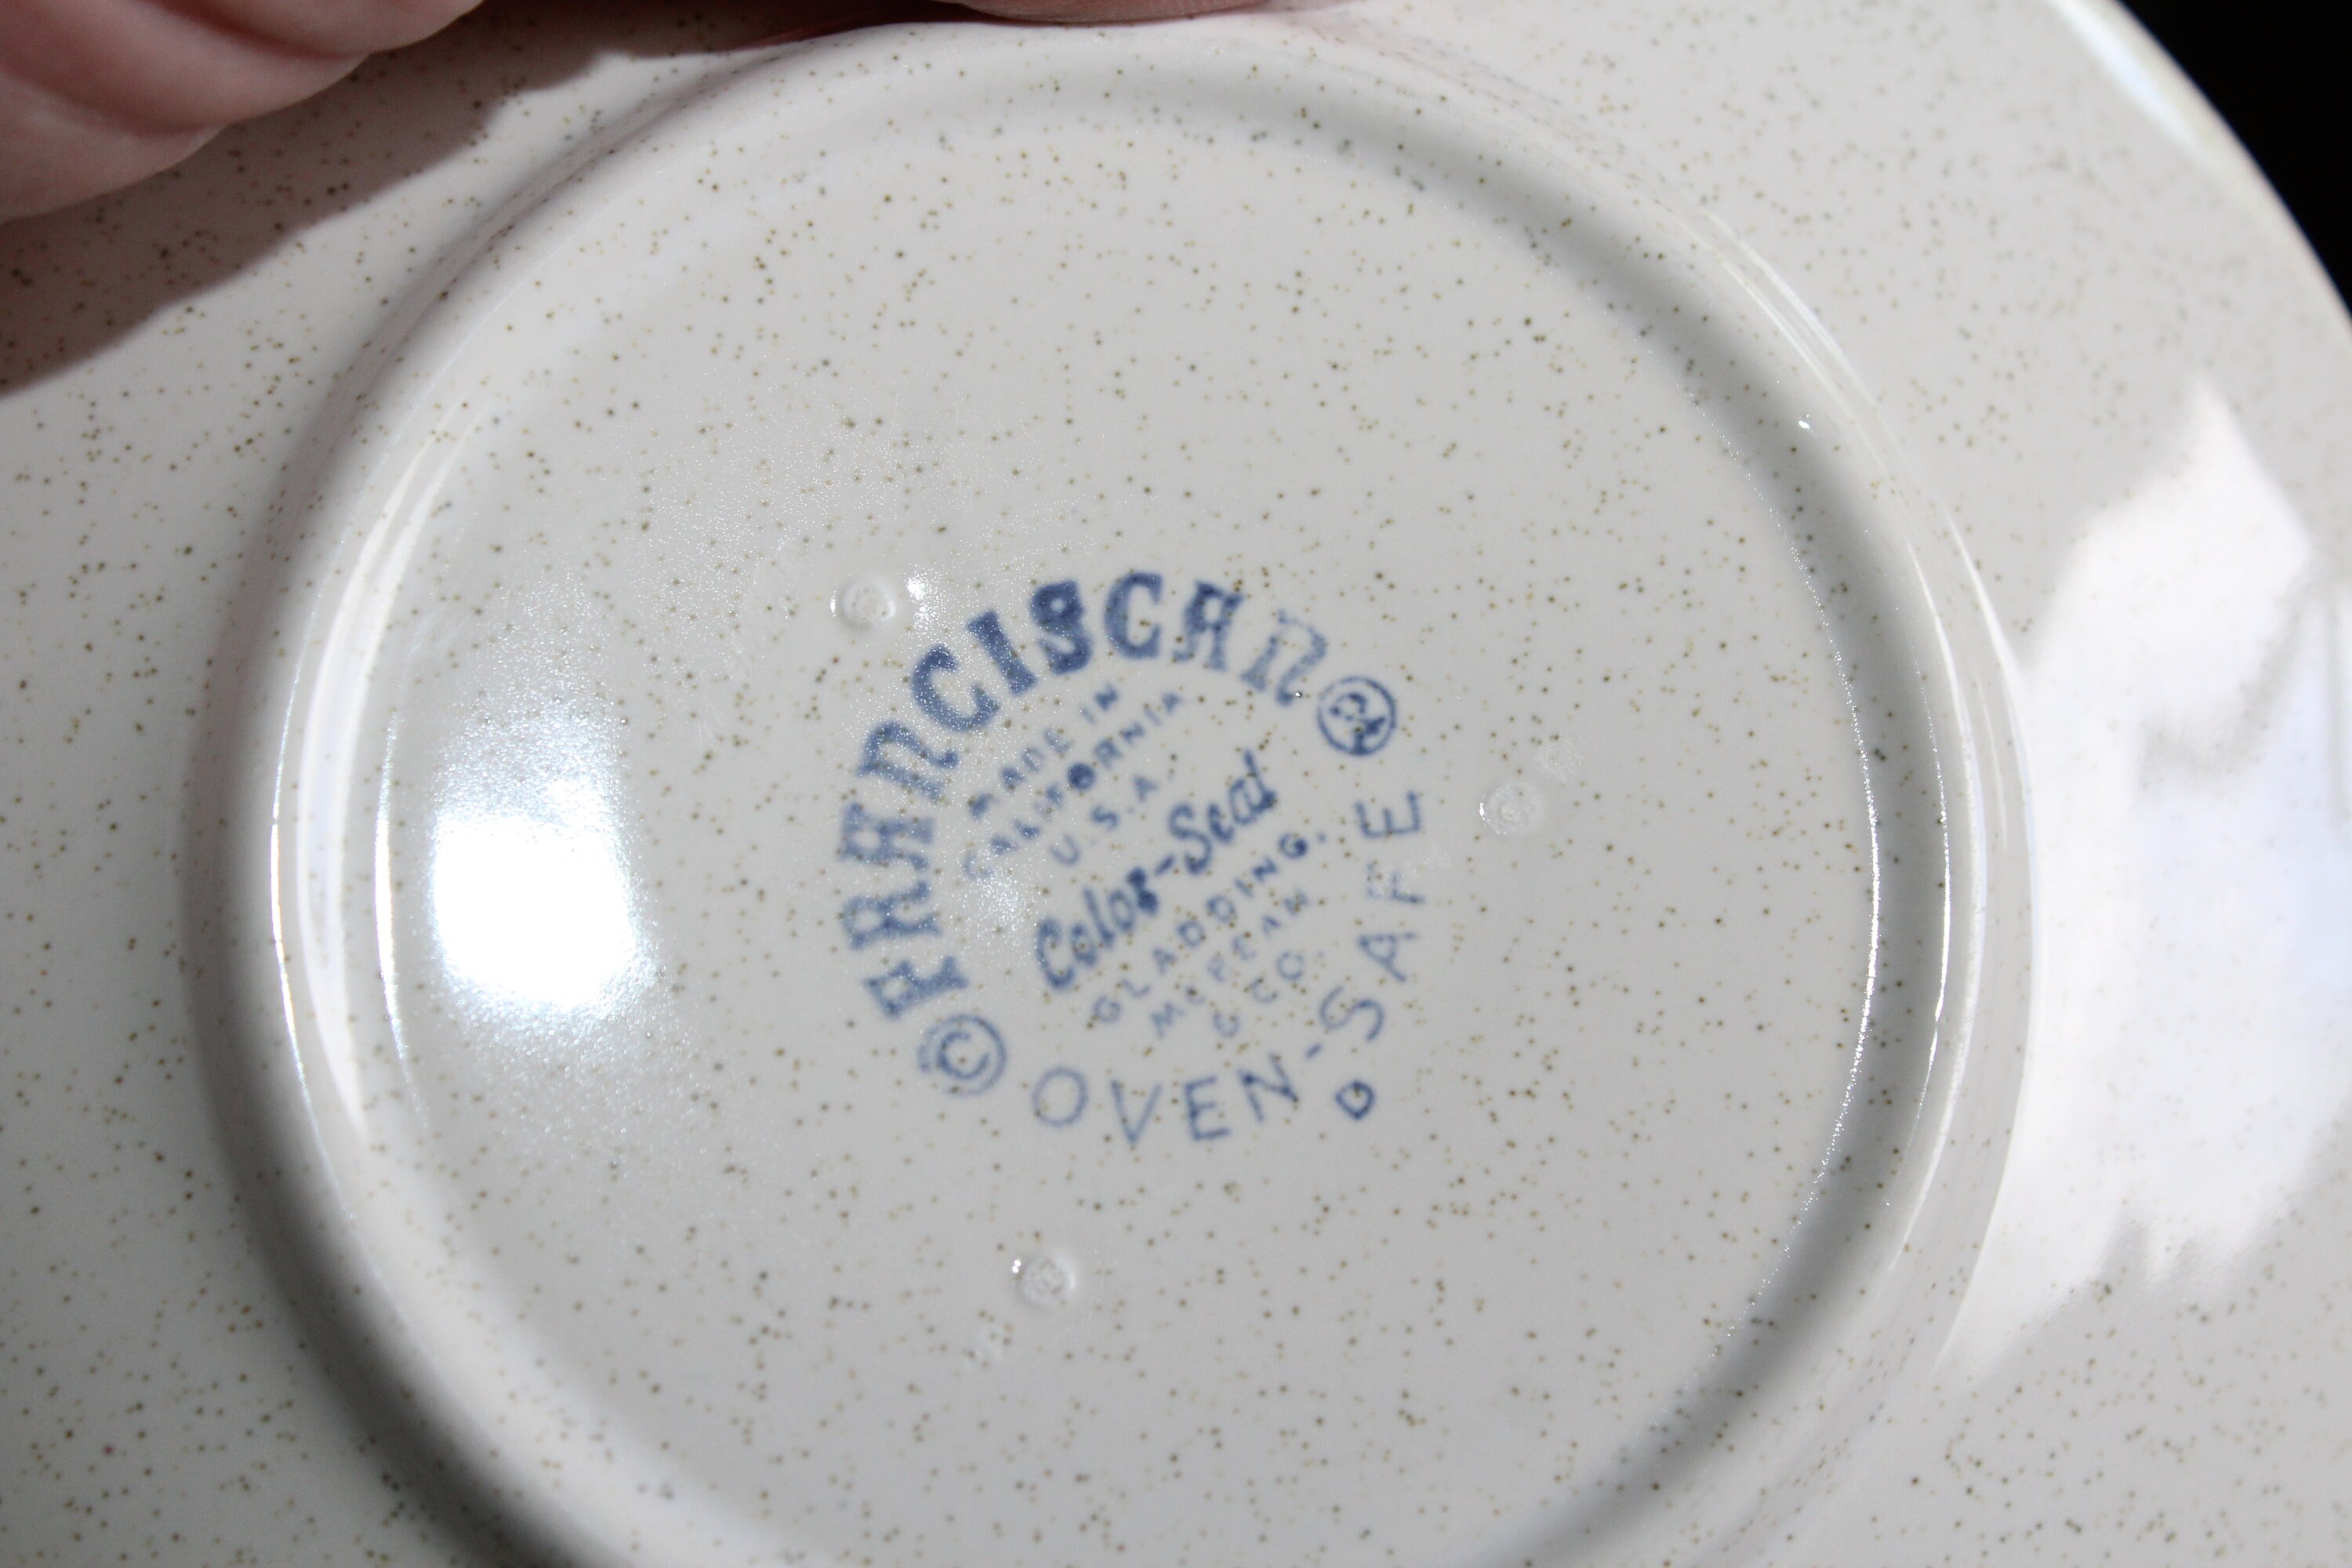 © FRANCISCAN ®
MADE IN
CALIFORNIA
U.S.A.
Color-Seal
GLADDING,
McBEAN
& CO.
OVEN-SAFE
D